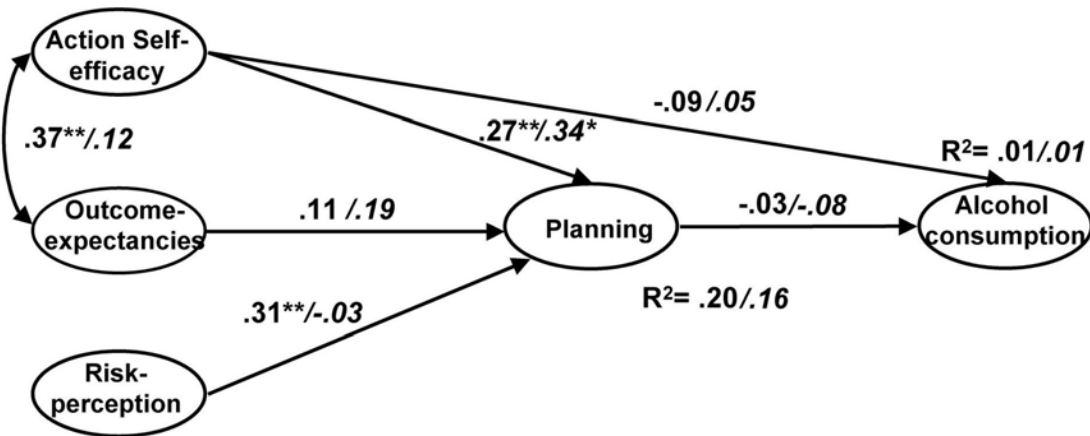 Action Self-
efficacy
-.09/.05
.27**/.34*
.37**/.12
R²= .01/.01
Outcome-
expectancies
.11 /.19
Planning
-.03/-.08
Alcohol
consumption
R²= .20/.16
.31**/-.03
Risk-
perception